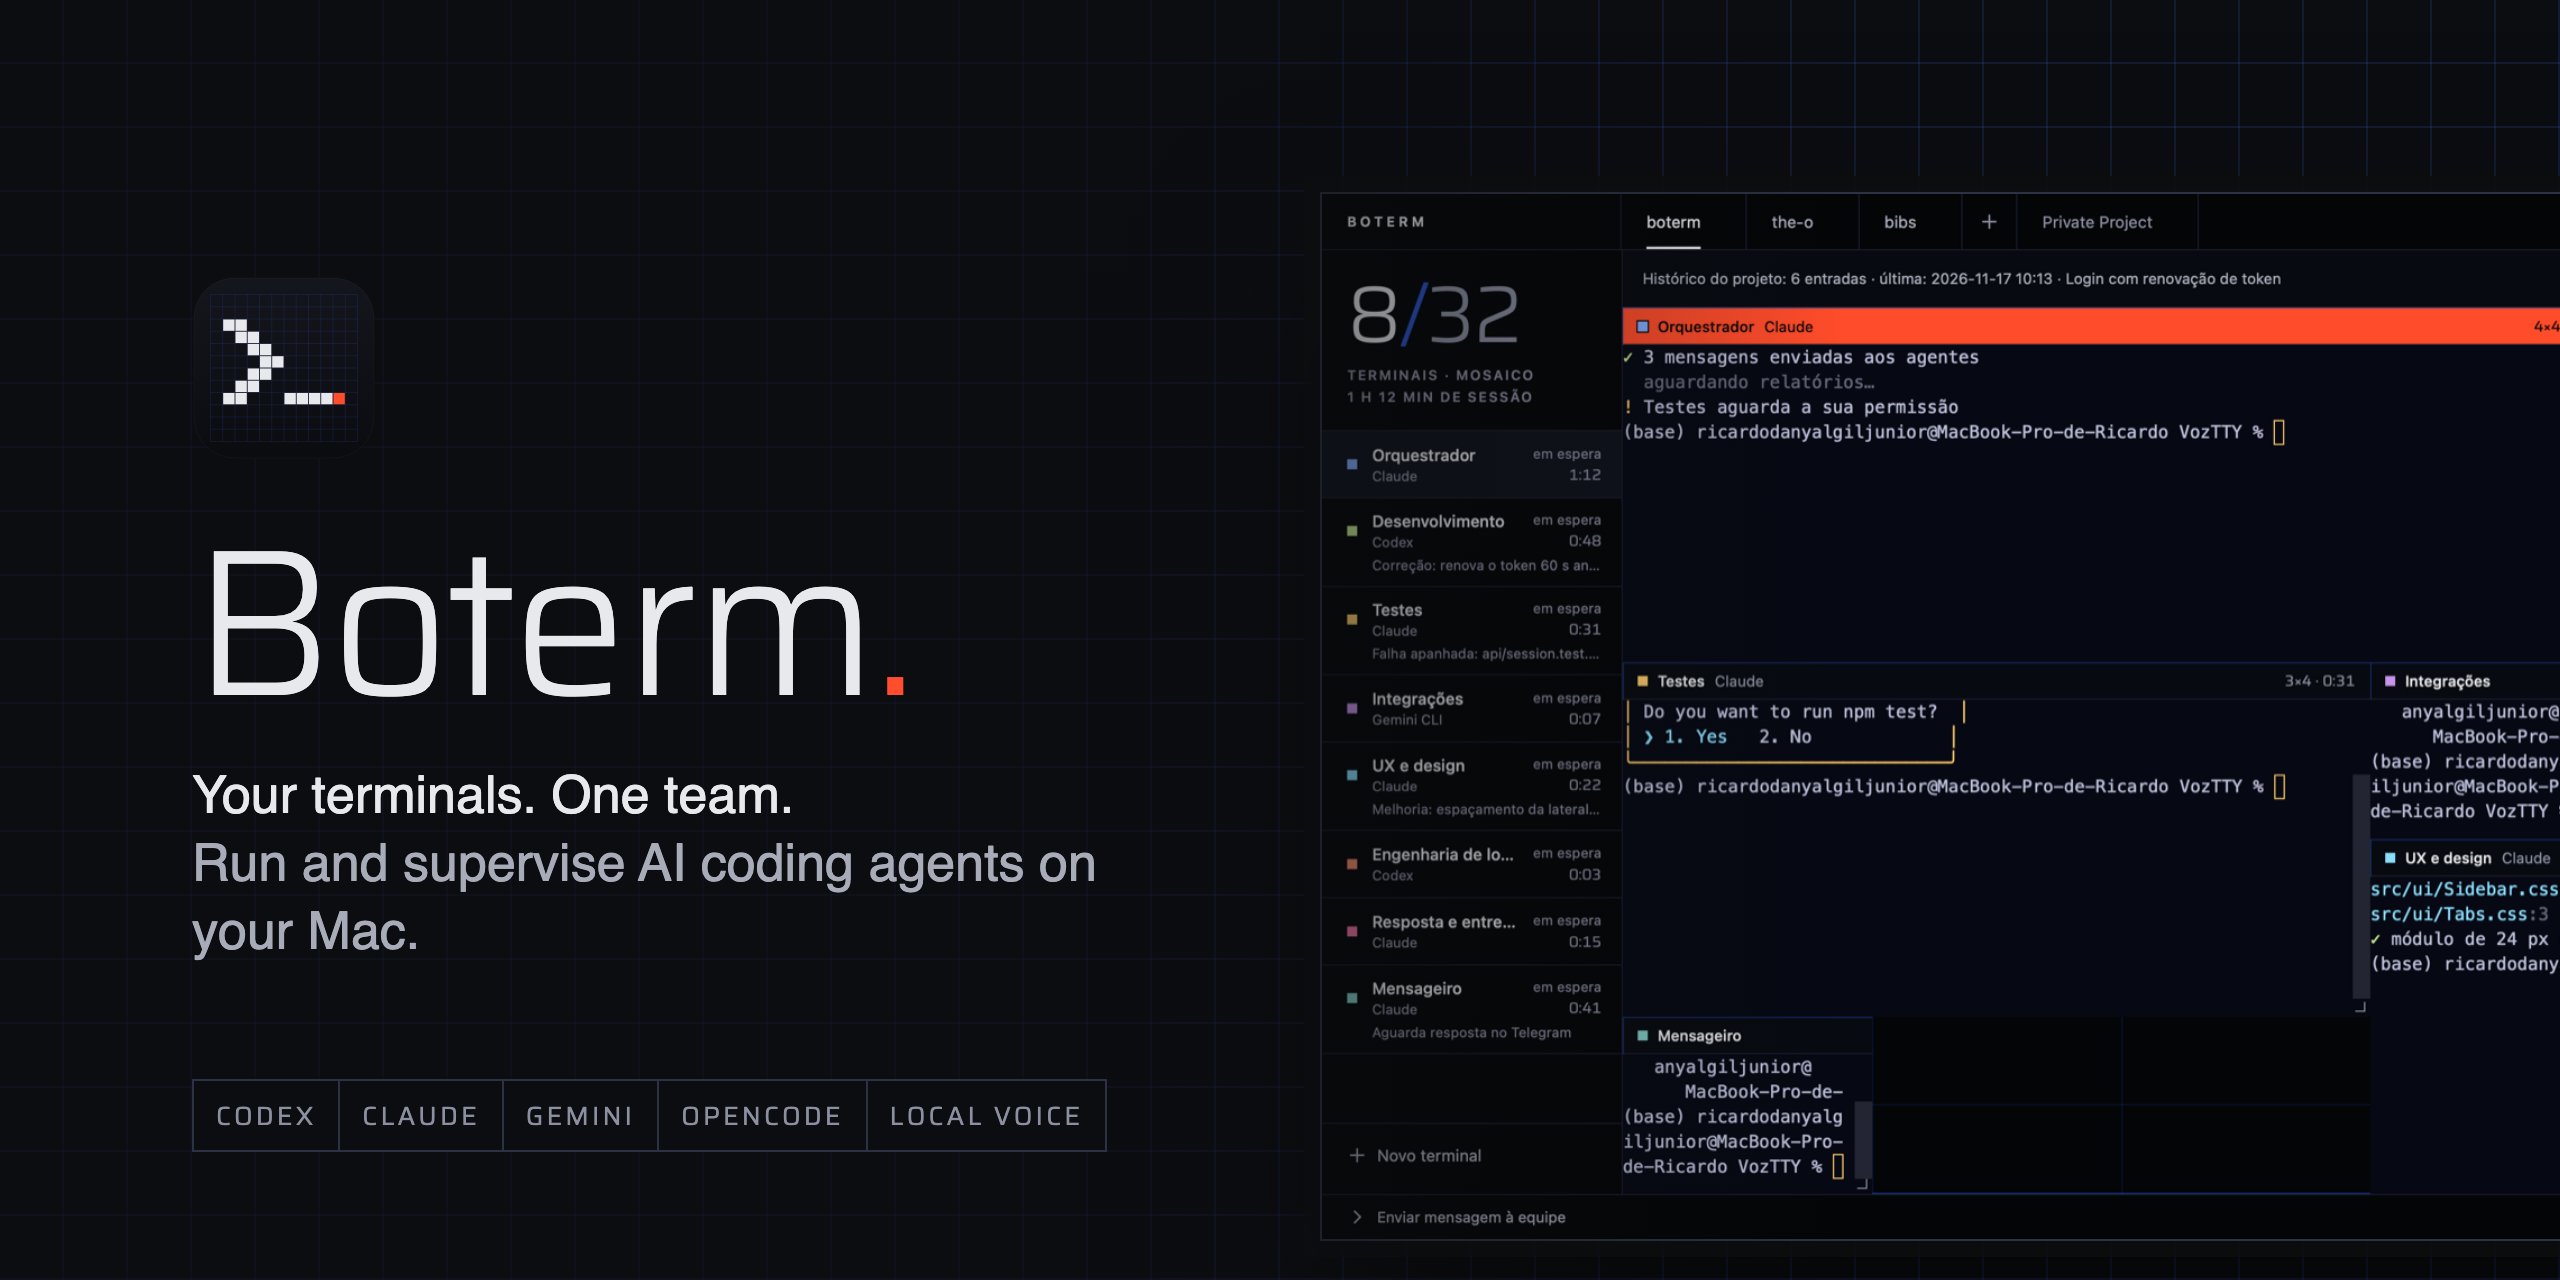 Boterm.
Your terminals. One team.
Run and supervise AI coding agents on
your Mac.
CODEX
CLAUDE
GEMINI
OPENCODE
LOCAL VOICE
BOTERM
8/32
TERMINAIS · MOSAICO
1 H 12 MIN DE SESSÃO
Orquestrador em espera
Claude 1:12
Desenvolvimento em espera
Codex 0:48
Correção: renova o token 60 s an...
Testes em espera
Claude 0:31
Falha apanhada: api/session.test....
Integrações em espera
Gemini CLI 0:07
UX e design em espera
Claude 0:22
Melhoria: espaçamento da lateral...
Engenharia de lo... em espera
Codex 0:03
Resposta e entre... em espera
Claude 0:15
Mensageiro em espera
Claude 0:41
Aguarda resposta no Telegram
+ Novo terminal
> Enviar mensagem à equipe
boterm the-o bibs + Private Project
Histórico do projeto: 6 entradas · última: 2026-11-17 10:13 · Login com renovação de token
Orquestrador Claude 4×4
✓ 3 mensagens enviadas aos agentes
aguardando relatórios…
! Testes aguarda a sua permissão
(base) ricardodanyalgiljunior@MacBook-Pro-de-Ricardo VozTTY %
Testes Claude 3×4 · 0:31
Do you want to run npm test?
❯ 1. Yes 2. No
(base) ricardodanyalgiljunior@MacBook-Pro-de-Ricardo VozTTY %
Integrações
anyalgiljunior@
MacBook-Pro-
(base) ricardodany
iljunior@MacBook-P
de-Ricardo VozTTY
UX e design Claude
src/ui/Sidebar.css
src/ui/Tabs.css:3
✓ módulo de 24 px
(base) ricardodany
Mensageiro
anyalgiljunior@
MacBook-Pro-de-
(base) ricardodanyalg
iljunior@MacBook-Pro-
de-Ricardo VozTTY %